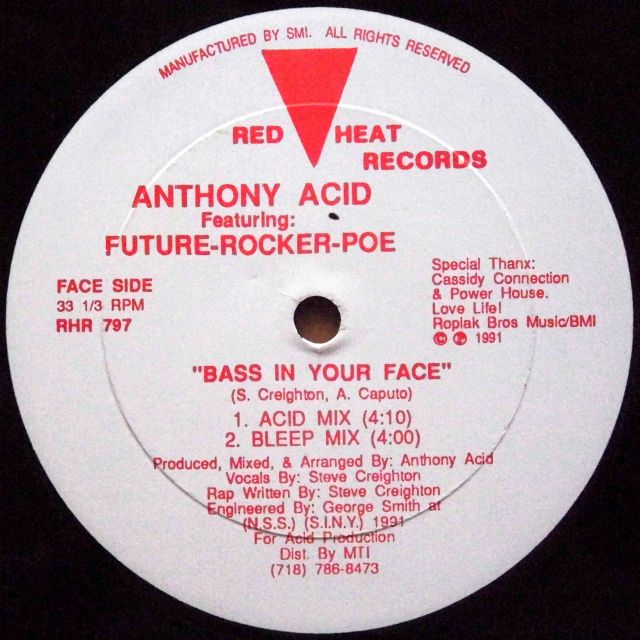 MANUFACTURED BY SMI. ALL RIGHTS RESERVED
RED HEAT
RECORDS
ANTHONY ACID
Featuring:
FUTURE-ROCKER-POE
FACE SIDE
33 1/3 RPM
RHR 797
Special Thanx:
Cassidy Connection
& Power House.
Love Life!
Ropiak Bros Music/BMI
© ℗ 1991
"BASS IN YOUR FACE"
(S. Creighton, A. Caputo)
1. ACID MIX (4:10)
2. BLEEP MIX (4:00)
Produced, Mixed, & Arranged By: Anthony Acid
Vocals By: Steve Creighton
Rap Written By: Steve Creighton
Engineered By: George Smith at
(N.S.S.) (S.I.N.Y.) 1991
For Acid Production
Dist. By MTI
(718) 786-8473